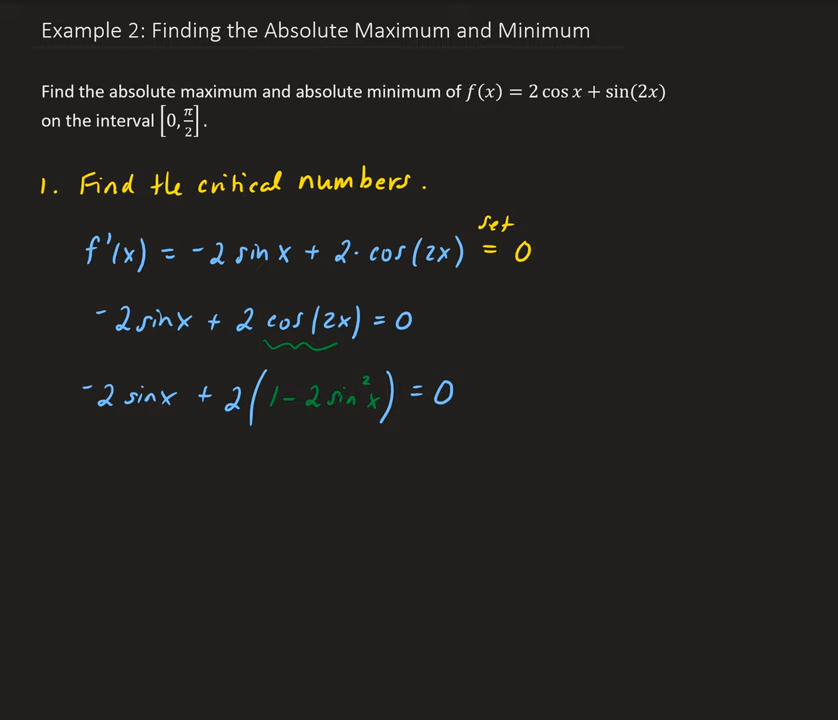 Example 2: Finding the Absolute Maximum and Minimum
Find the absolute maximum and absolute minimum of f(x) = 2 cos x + sin(2x)
on the interval [0, π/2].
1. Find the critical numbers.
f'(x) = -2 sin x + 2 · cos(2x) set = 0
-2 sin x + 2 cos(2x) = 0
-2 sin x + 2(1 - 2 sin²x) = 0